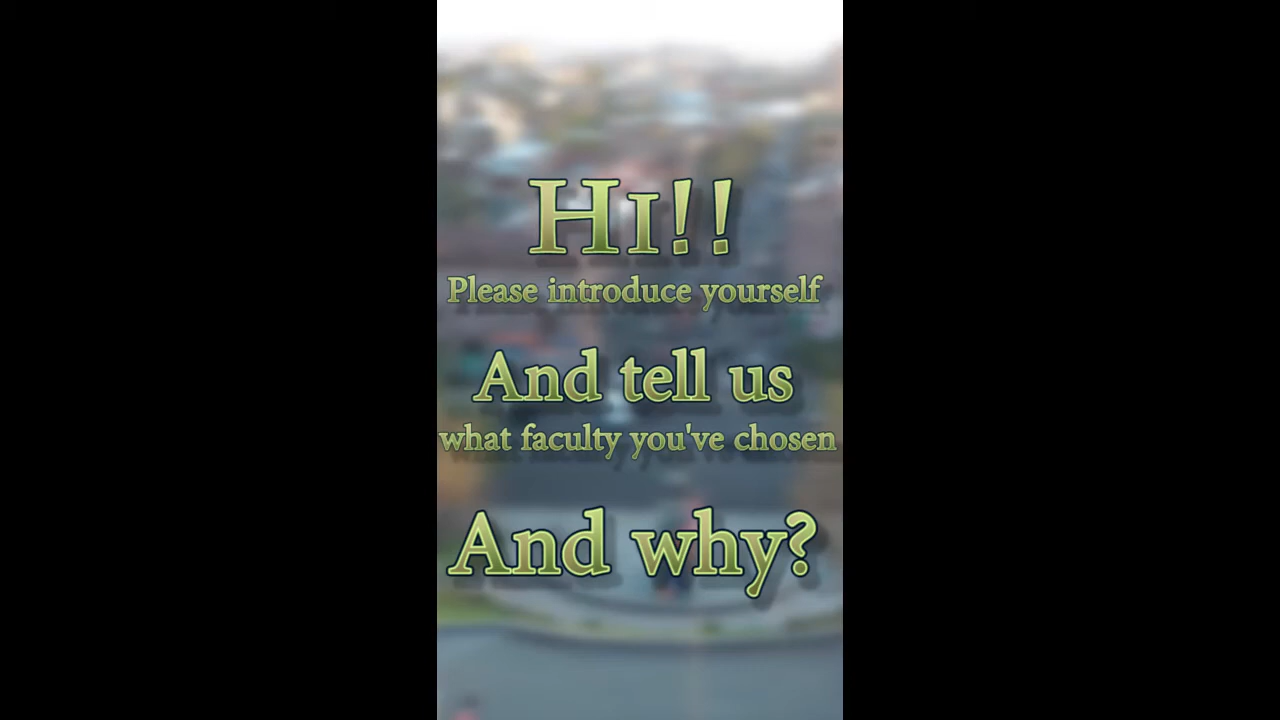 Hi!!
Please introduce yourself
And tell us
what faculty you've chosen
And why?